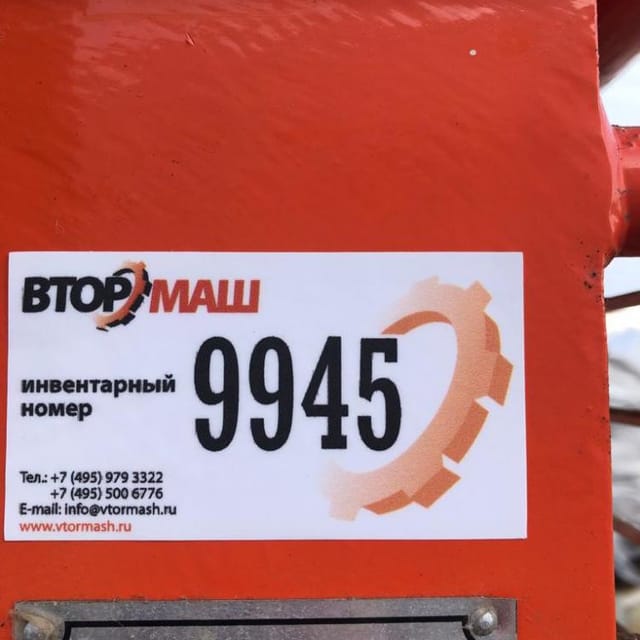 ВТОРМАШ
инвентарный
номер
9945
Тел.: +7 (495) 979 3322
+7 (495) 500 6776
E-mail: info@vtormash.ru
www.vtormash.ru